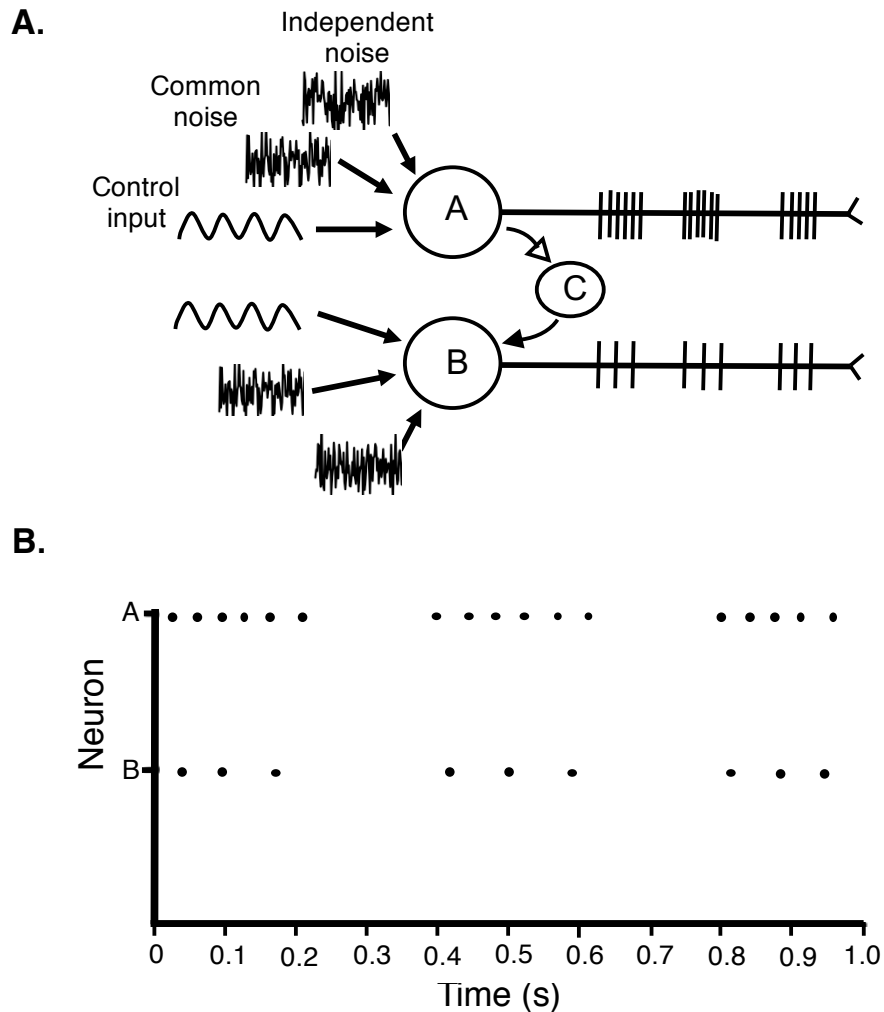 A.
Independent
noise
Common
noise
Control
input
A
C
B
B.
A
Neuron
B
0 0.1 0.2 0.3 0.4 0.5 0.6 0.7 0.8 0.9 1.0
Time (s)